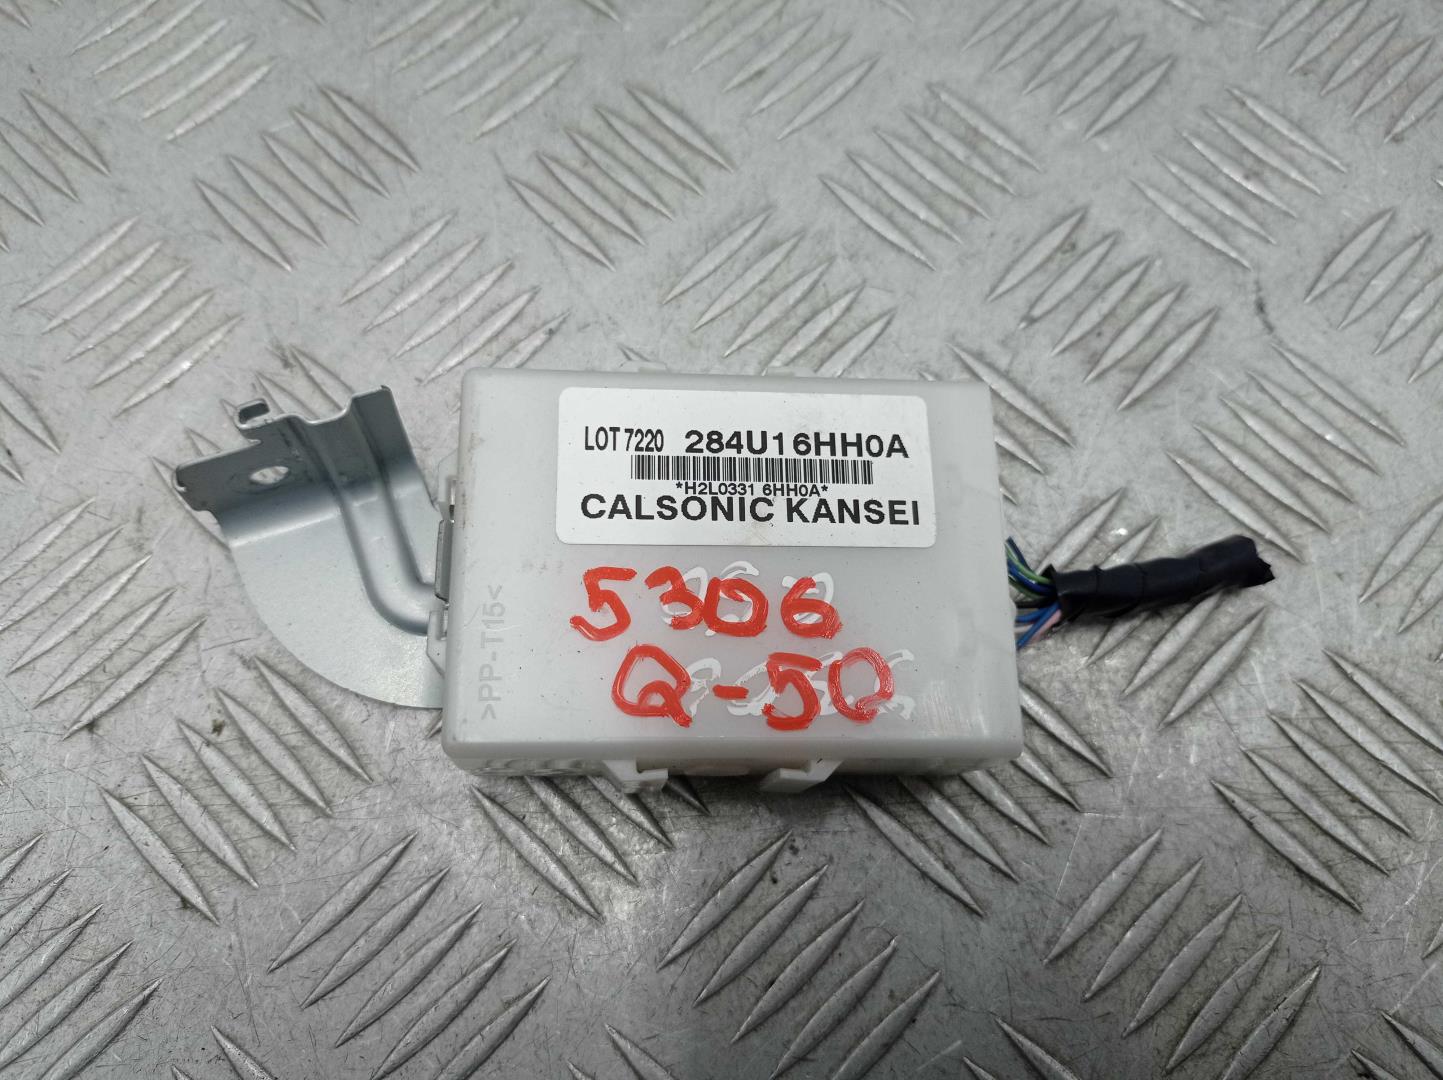 LOT 7220 284U16HH0A
*H2L0331 6HH0A*
CALSONIC KANSEI
>PP-T15<
5306
Q-50